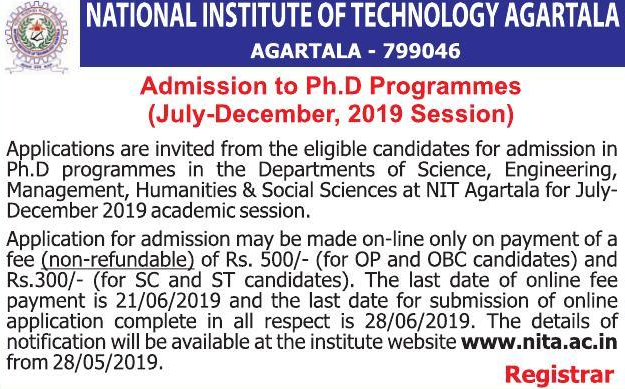 NATIONAL INSTITUTE OF TECHNOLOGY AGARTALA
AGARTALA - 799046
Admission to Ph.D Programmes
(July-December, 2019 Session)
Applications are invited from the eligible candidates for admission in
Ph.D programmes in the Departments of Science, Engineering,
Management, Humanities & Social Sciences at NIT Agartala for July-
December 2019 academic session.
Application for admission may be made on-line only on payment of a
fee (non-refundable) of Rs. 500/- (for OP and OBC candidates) and
Rs.300/- (for SC and ST candidates). The last date of online fee
payment is 21/06/2019 and the last date for submission of online
application complete in all respect is 28/06/2019. The details of
notification will be available at the institute website www.nita.ac.in
from 28/05/2019.
Registrar